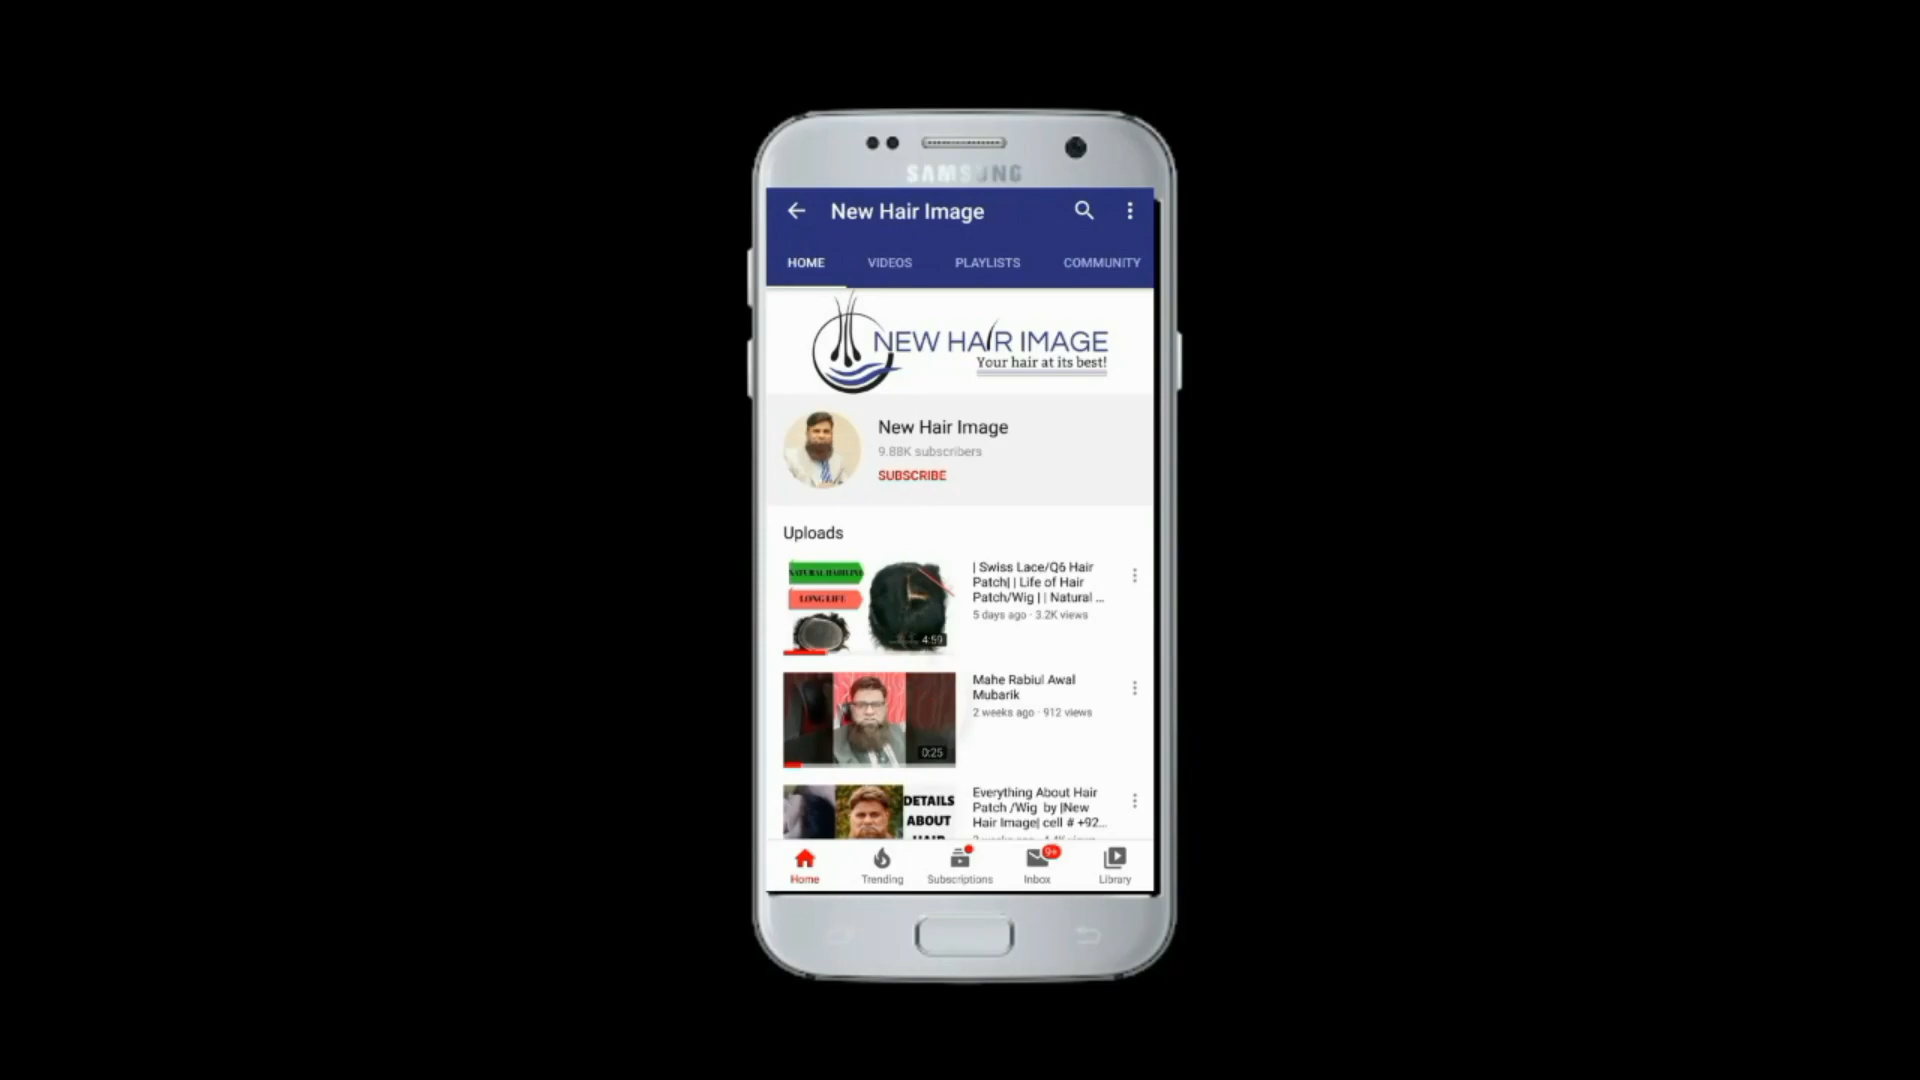 SAMSUNG
New Hair Image
HOME VIDEOS PLAYLISTS COMMUNITY
NEW HAIR IMAGE
Your hair at its best!
New Hair Image
9.88K subscribers
SUBSCRIBE
Uploads
NATURAL HAIRLINE
LONG LIFE
4:59
| Swiss Lace/Q6 Hair
Patch| | Life of Hair
Patch/Wig | | Natural ...
5 days ago · 3.2K views
0:25
Mahe Rabiul Awal
Mubarik
2 weeks ago · 912 views
DETAILS
ABOUT
Everything About Hair
Patch /Wig by |New
Hair Image| cell # +92...
9+
Home Trending Subscriptions Inbox Library